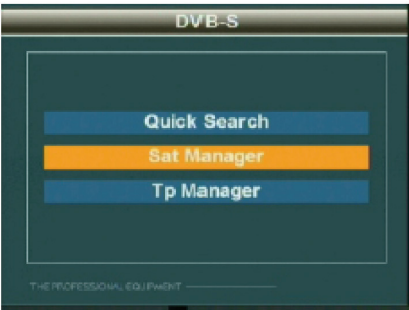 DVB-S
Quick Search
Sat Manager
Tp Manager
THE PROFESSIONAL EQUIPMENT